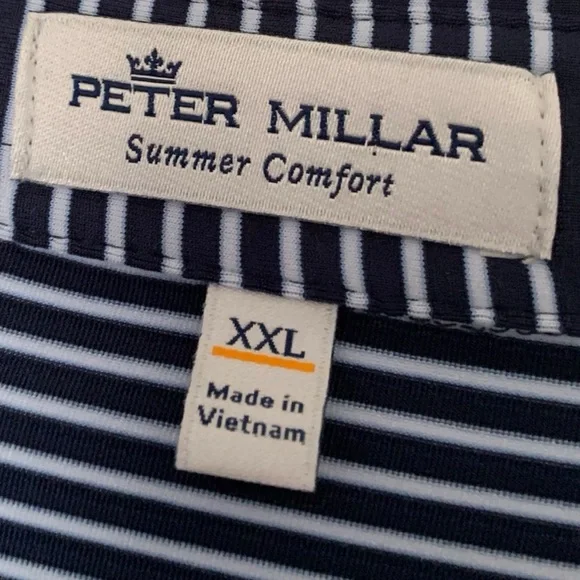 PETER MILLAR
Summer Comfort
XXL
Made in
Vietnam